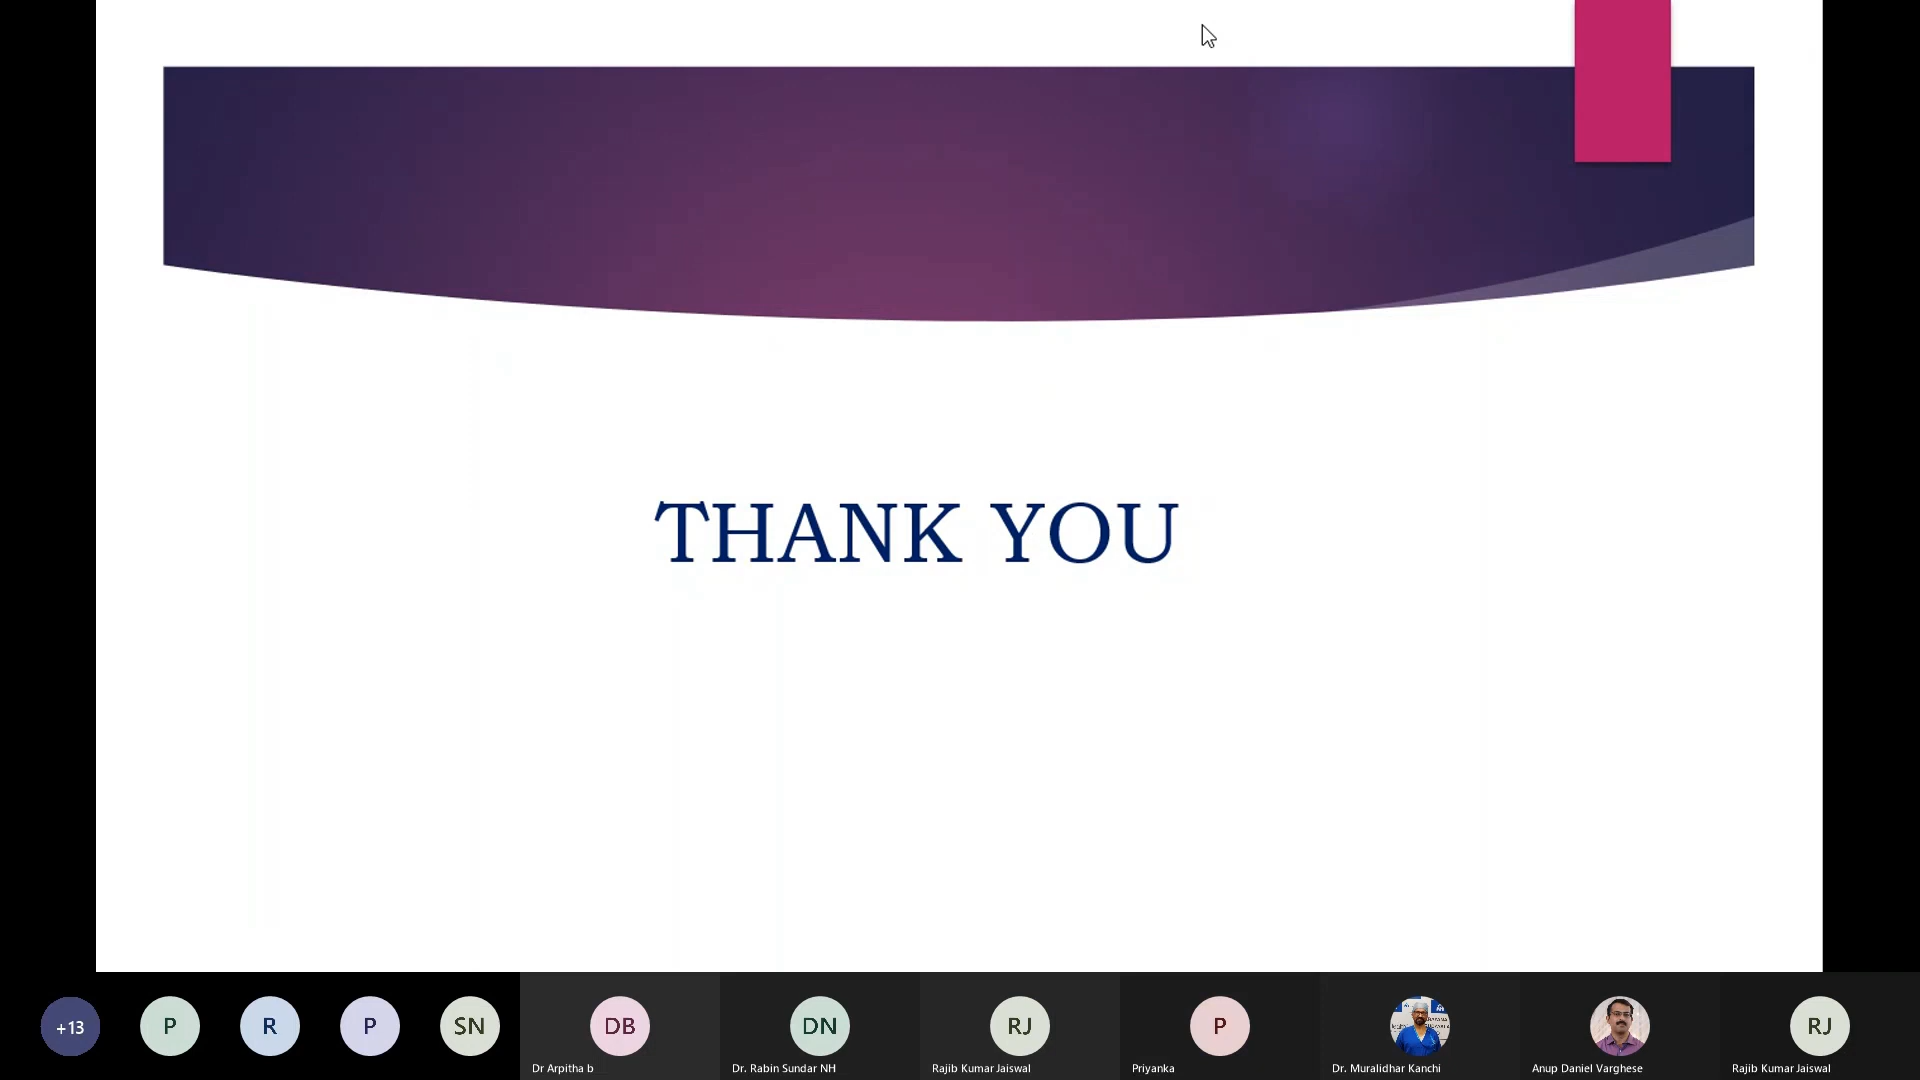 THANK YOU
+13
P
R
P
SN
DB
DN
RJ
P
RJ
Dr Arpitha b
Dr. Rabin Sundar NH
Rajib Kumar Jaiswal
Priyanka
Dr. Muralidhar Kanchi
Anup Daniel Varghese
Rajib Kumar Jaiswal